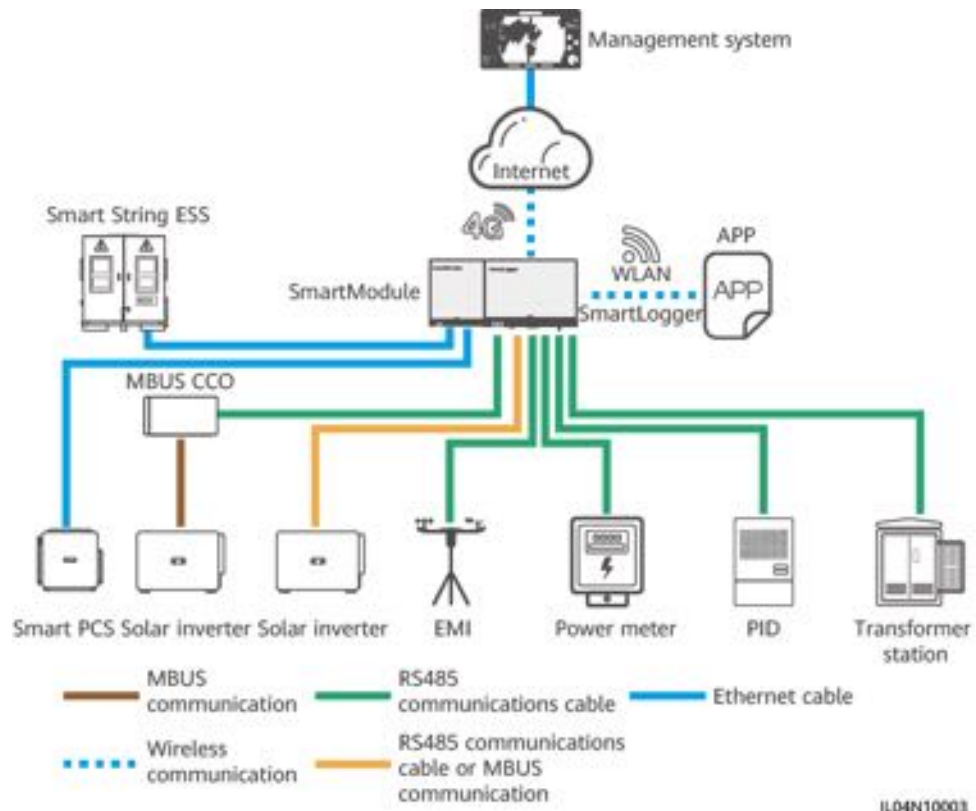 Management system
Internet
4G
Smart String ESS
APP
WLAN
SmartModule
APP
SmartLogger
MBUS CCO
Smart PCS
Solar inverter
Solar inverter
EMI
Power meter
PID
Transformer
station
MBUS
communication
RS485
communications cable
Ethernet cable
Wireless
communication
RS485 communications
cable or MBUS
communication